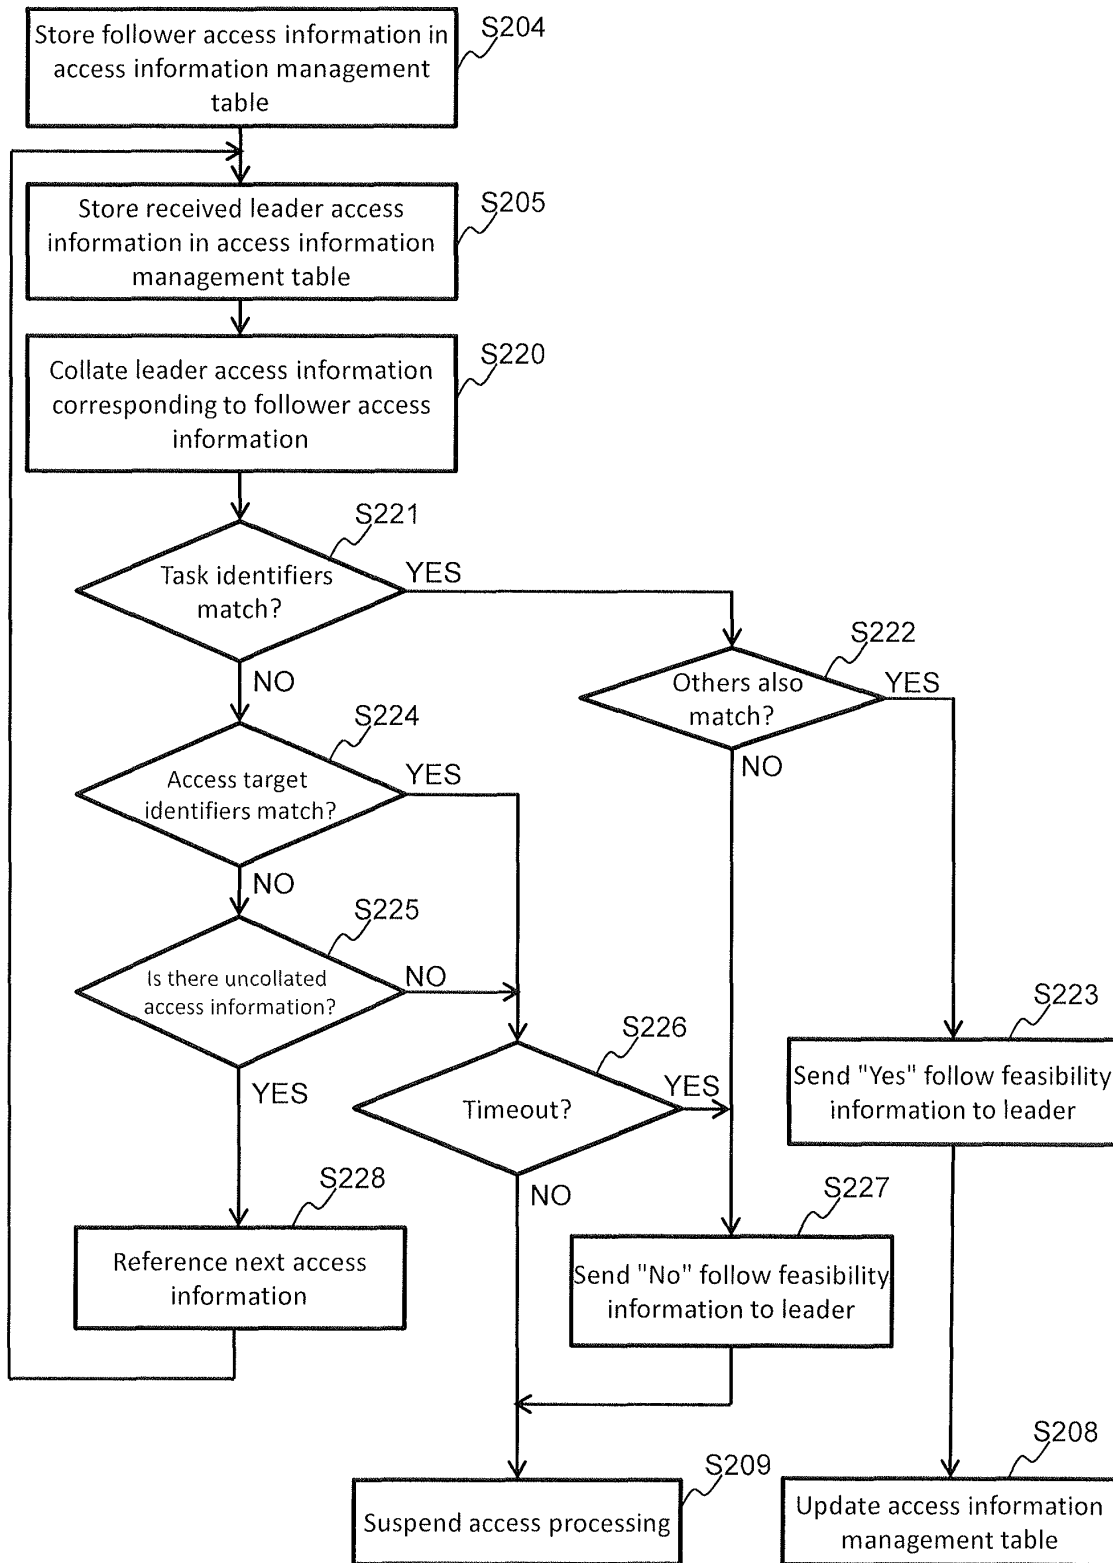 Store follower access information in
access information management
table
S204
Store received leader access
information in access information
management table
S205
Collate leader access information
corresponding to follower access
information
S220
S221
Task identifiers
match?
YES
NO
S222
Others also
match?
YES
NO
S224
Access target
identifiers match?
YES
NO
S225
Is there uncollated
access information?
NO
YES
S226
Timeout?
YES
NO
S223
Send "Yes" follow feasibility
information to leader
S228
Reference next access
information
S227
Send "No" follow feasibility
information to leader
S209
Suspend access processing
S208
Update access information
management table